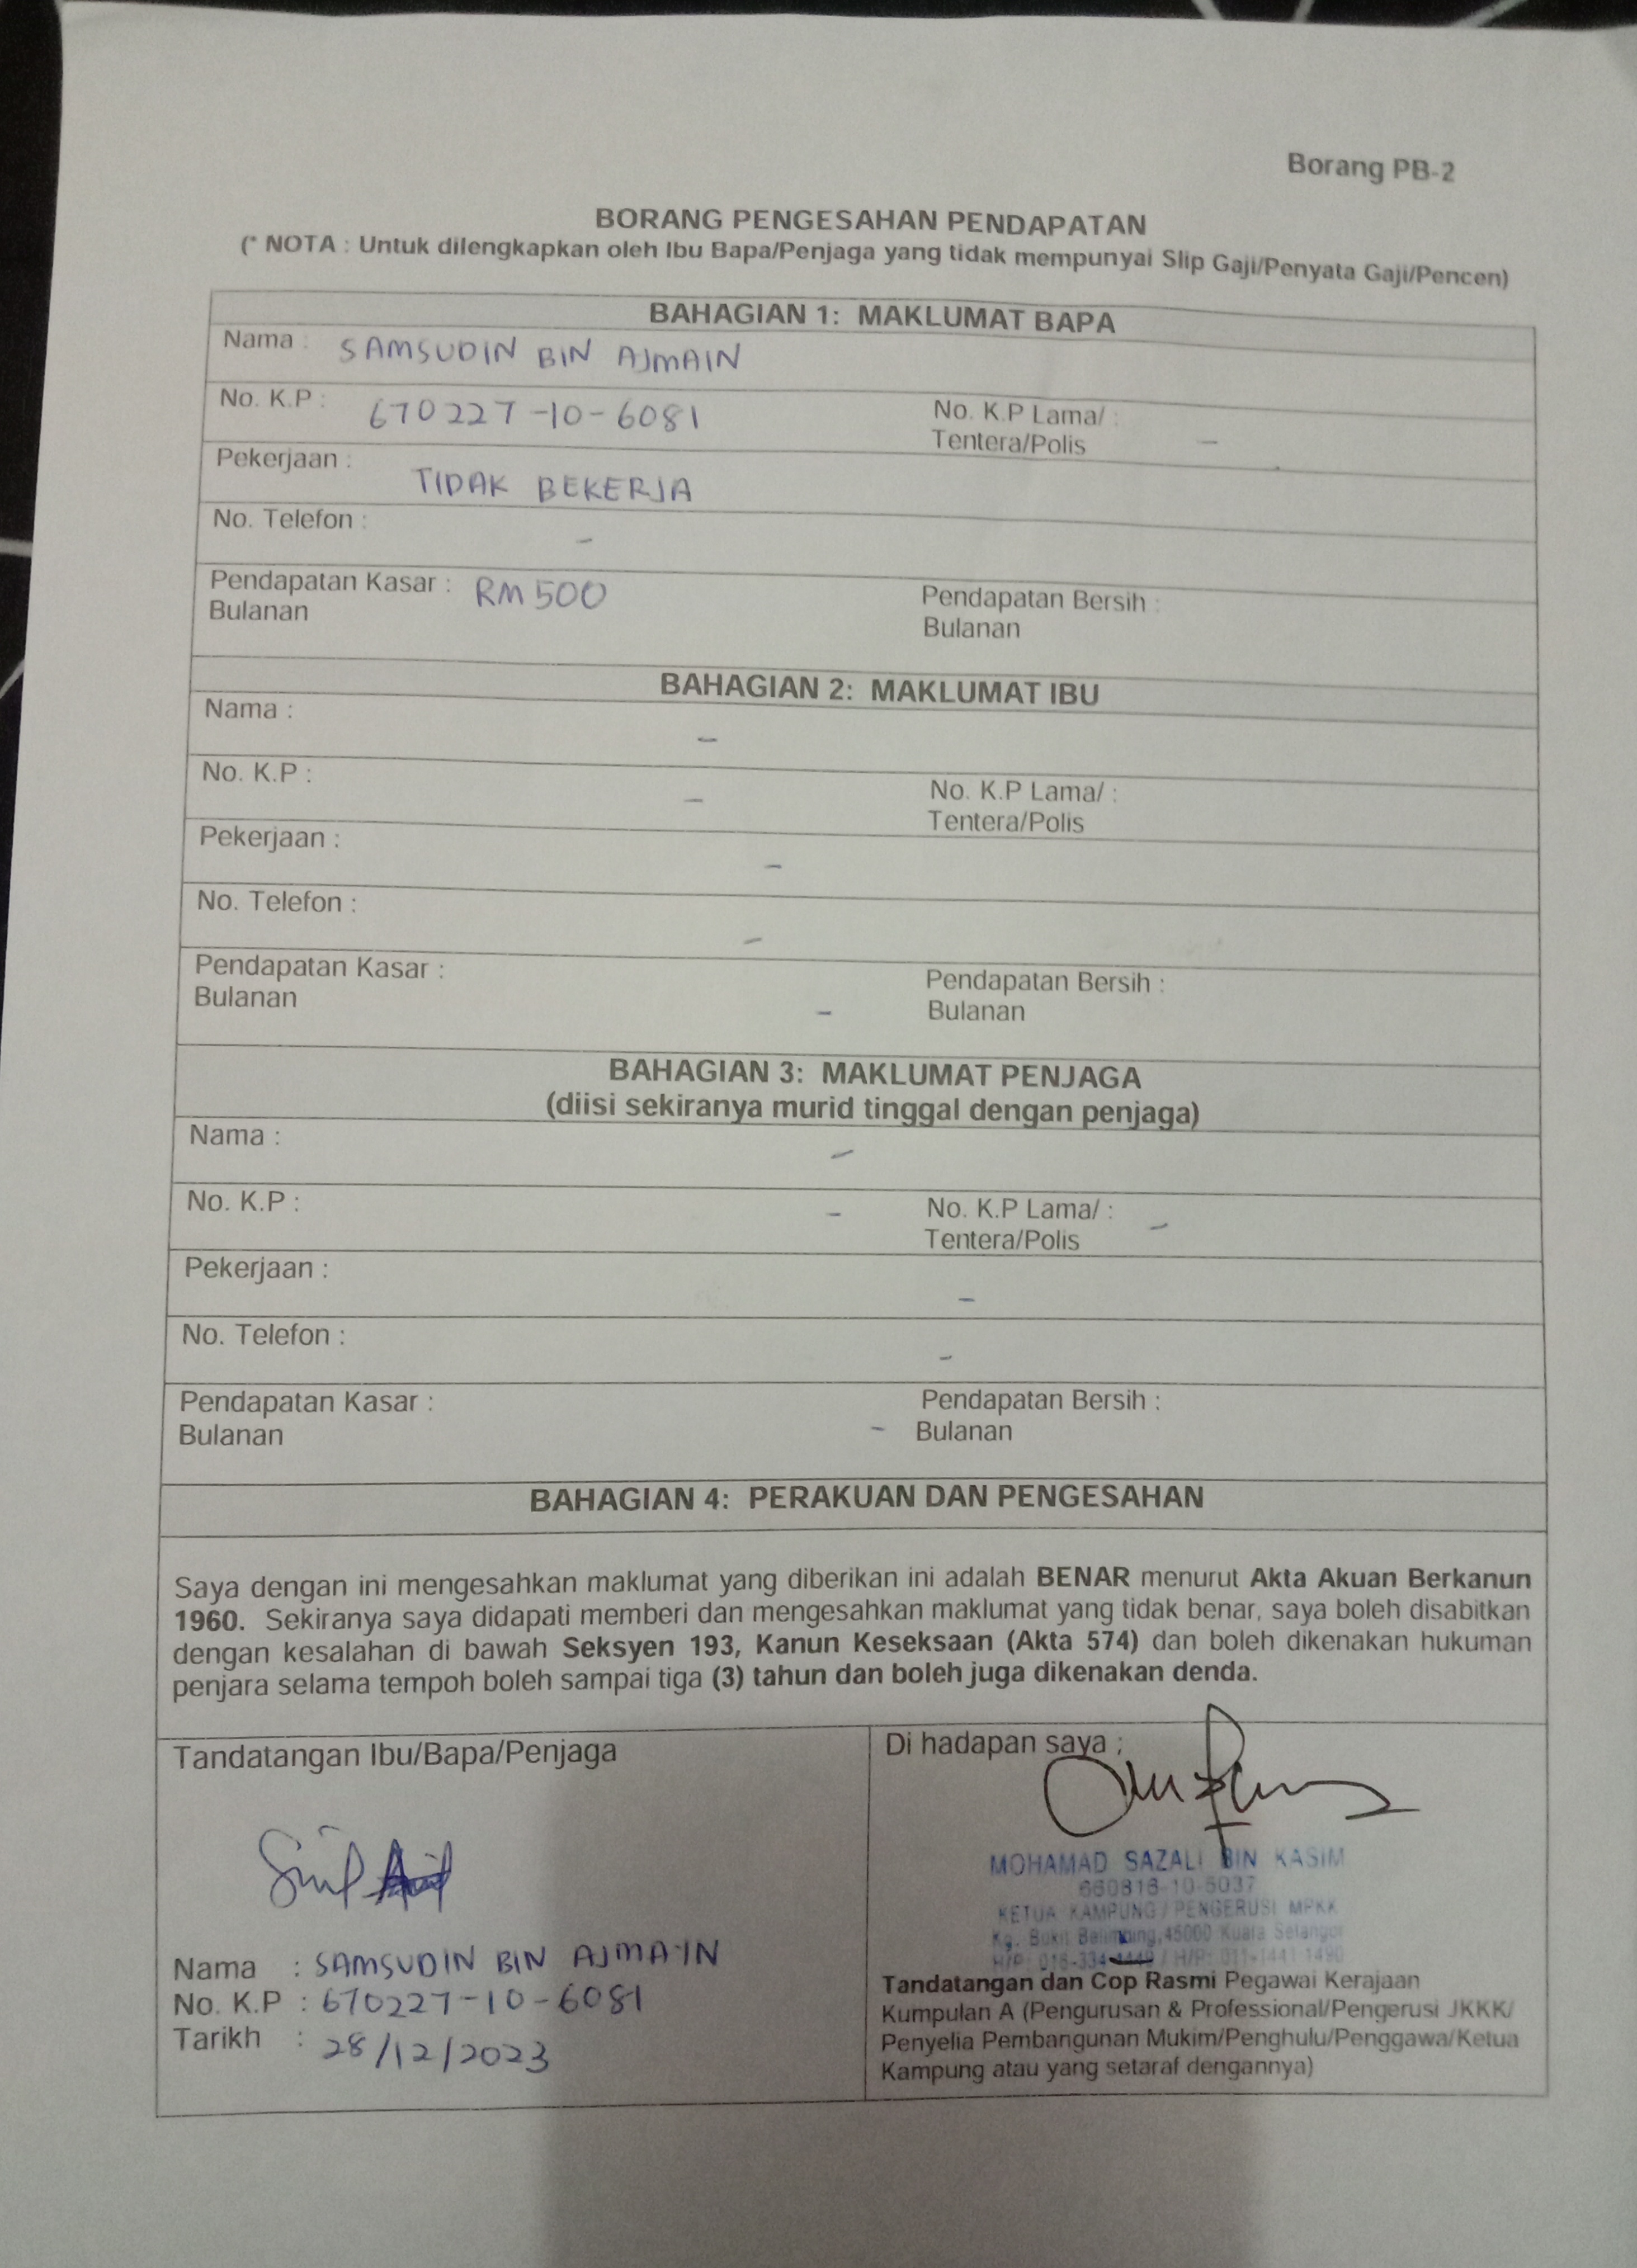 Borang PB-2
BORANG PENGESAHAN PENDAPATAN
(* NOTA : Untuk dilengkapkan oleh Ibu Bapa/Penjaga yang tidak mempunyai Slip Gaji/Penyata Gaji/Pencen)
BAHAGIAN 1: MAKLUMAT BAPA
Nama : SAMSUDIN BIN AJMAIN
No. K.P : 670227-10-6081 No. K.P Lama/ :
Tentera/Polis -
Pekerjaan : TIDAK BEKERJA
No. Telefon : -
Pendapatan Kasar : RM 500 Pendapatan Bersih :
Bulanan Bulanan
BAHAGIAN 2: MAKLUMAT IBU
Nama : -
No. K.P : - No. K.P Lama/ :
Tentera/Polis
Pekerjaan : -
No. Telefon : -
Pendapatan Kasar : Pendapatan Bersih :
Bulanan - Bulanan
BAHAGIAN 3: MAKLUMAT PENJAGA
(diisi sekiranya murid tinggal dengan penjaga)
Nama : -
No. K.P : - No. K.P Lama/ : -
Tentera/Polis
Pekerjaan : -
No. Telefon : -
Pendapatan Kasar : Pendapatan Bersih :
Bulanan - Bulanan
BAHAGIAN 4: PERAKUAN DAN PENGESAHAN
Saya dengan ini mengesahkan maklumat yang diberikan ini adalah BENAR menurut Akta Akuan Berkanun
1960. Sekiranya saya didapati memberi dan mengesahkan maklumat yang tidak benar, saya boleh disabitkan
dengan kesalahan di bawah Seksyen 193, Kanun Keseksaan (Akta 574) dan boleh dikenakan hukuman
penjara selama tempoh boleh sampai tiga (3) tahun dan boleh juga dikenakan denda.
Tandatangan Ibu/Bapa/Penjaga
Nama : SAMSUDIN BIN AJMAIN
No. K.P : 670227-10-6081
Tarikh : 28/12/2023
Di hadapan saya :
MOHAMAD SAZALI BIN KASIM
660816-10-5037
KETUA KAMPUNG / PENGERUSI MPKK
Kg. Bukit Belimbing, 45000 Kuala Selangor
H/P: 016-334 / H/P: 011-1441 1490
Tandatangan dan Cop Rasmi Pegawai Kerajaan
Kumpulan A (Pengurusan & Professional/Pengerusi JKKK/
Penyelia Pembangunan Mukim/Penghulu/Penggawa/Ketua
Kampung atau yang setaraf dengannya)